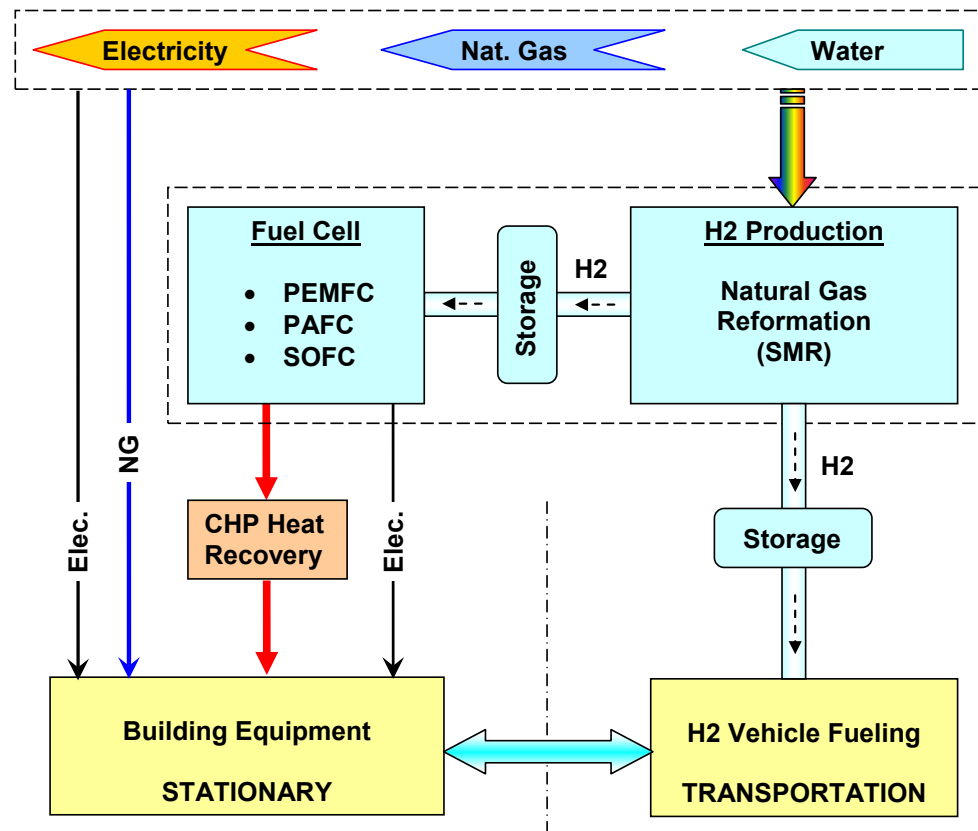 Electricity
Nat. Gas
Water
Fuel Cell
• PEMFC
• PAFC
• SOFC
Storage
H2
H2 Production
Natural Gas
Reformation
(SMR)
NG
Elec.
CHP Heat
Recovery
Elec.
H2
Storage
Building Equipment
STATIONARY
H2 Vehicle Fueling
TRANSPORTATION